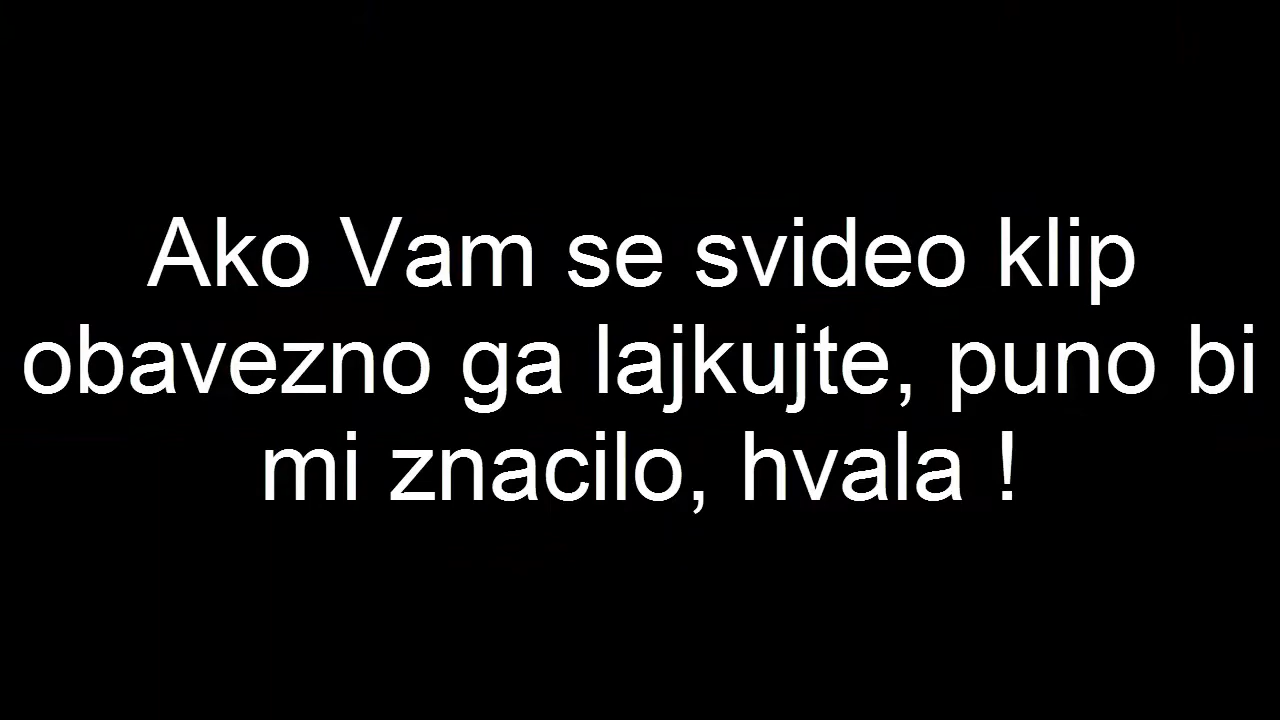 Ako Vam se svideo klip
obavezno ga lajkujte, puno bi
mi znacilo, hvala !